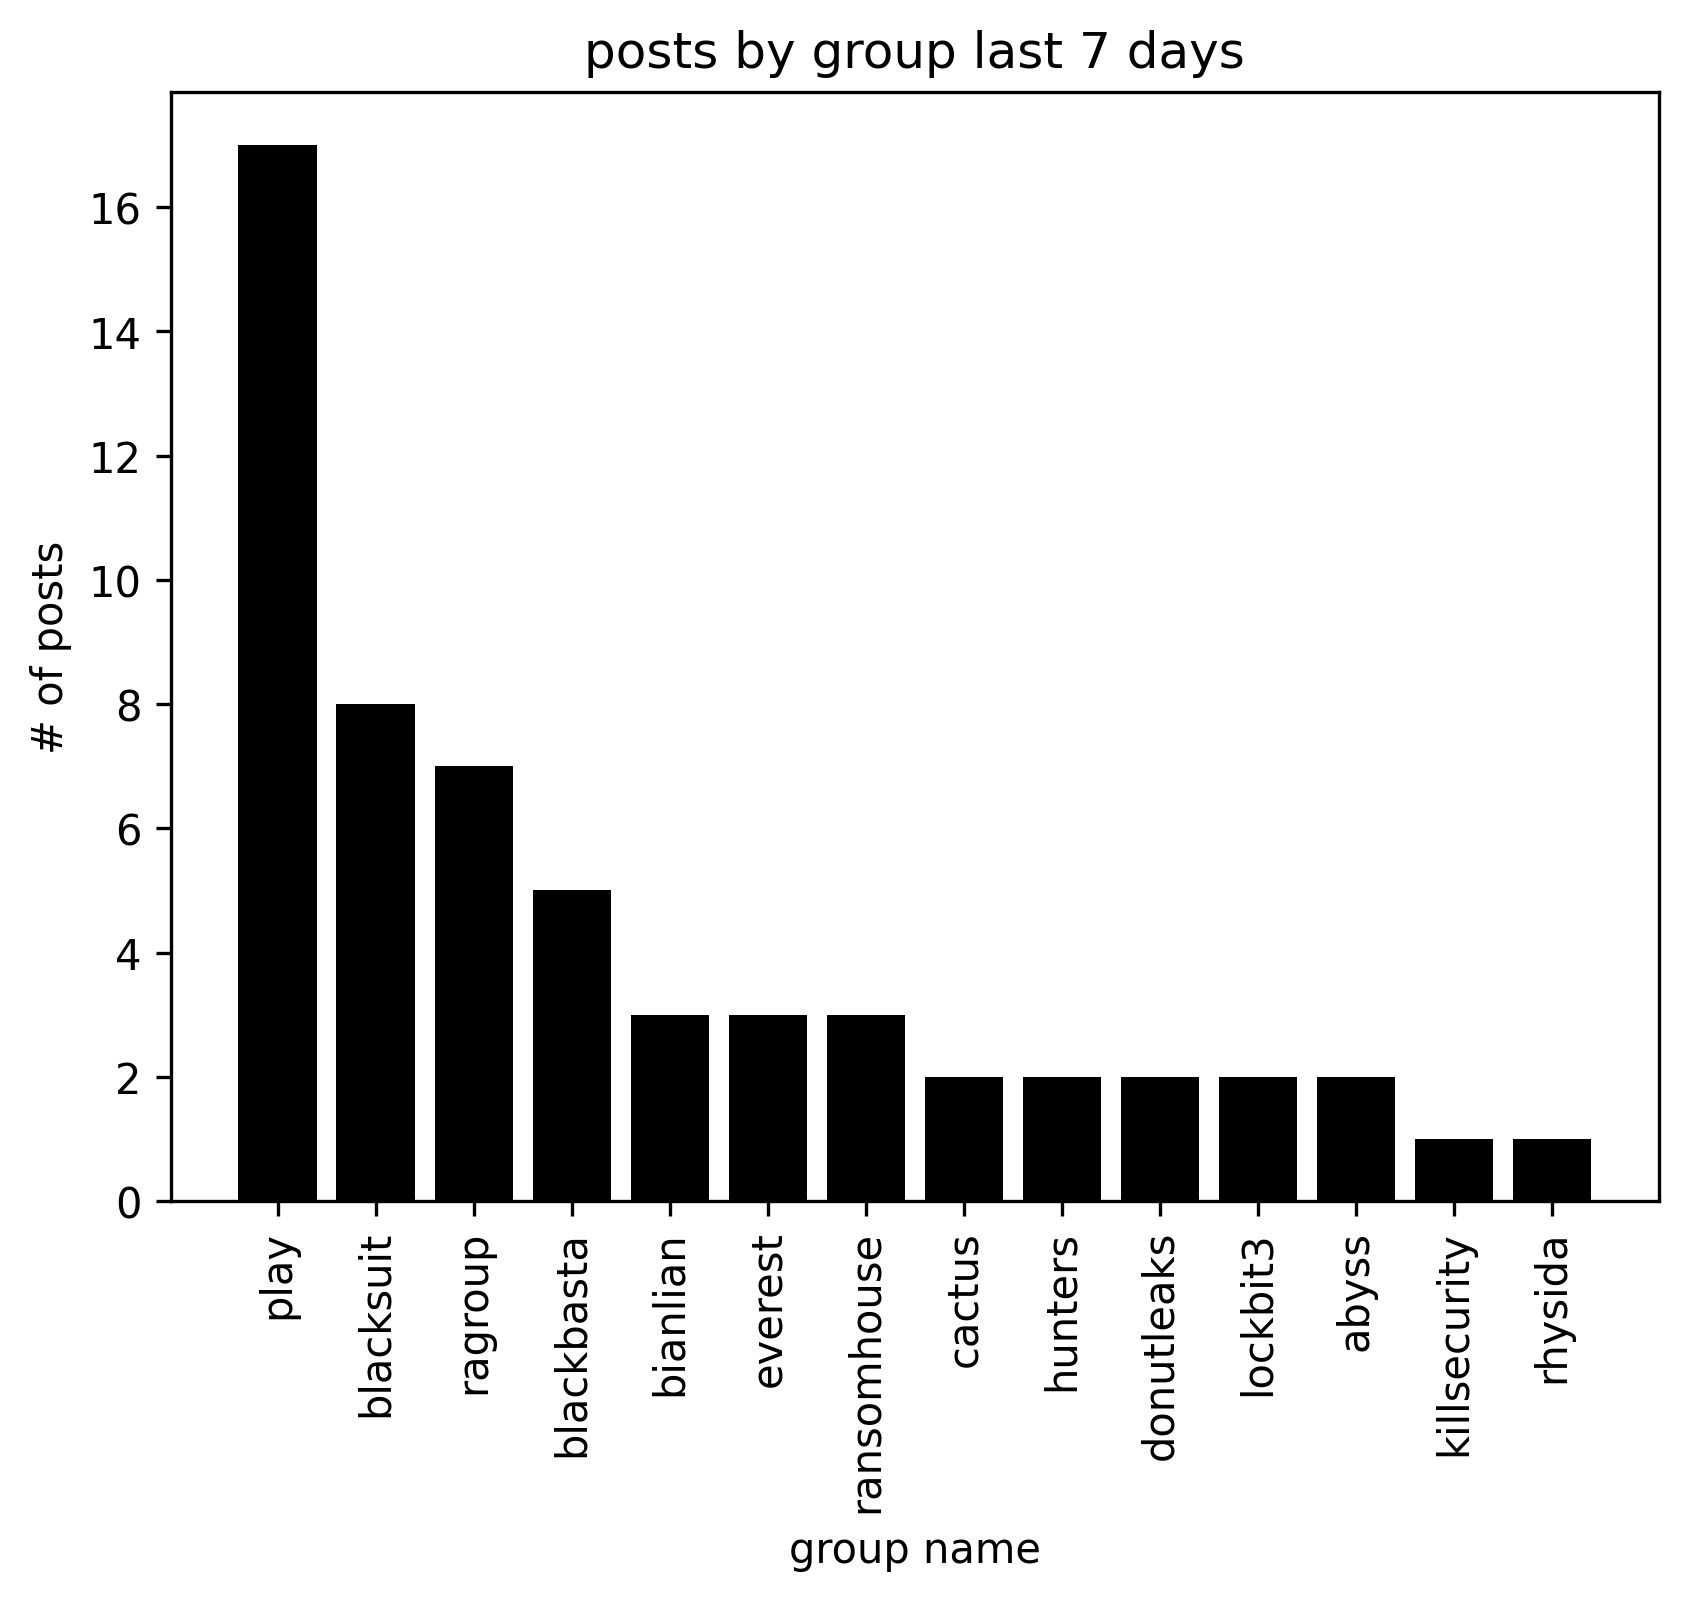 posts by group last 7 days
16
14
12
10
8
6
4
2
0
# of posts
play
blacksuit
ragroup
blackbasta
bianlian
everest
ransomhouse
cactus
hunters
donutleaks
lockbit3
abyss
killsecurity
rhysida
group name